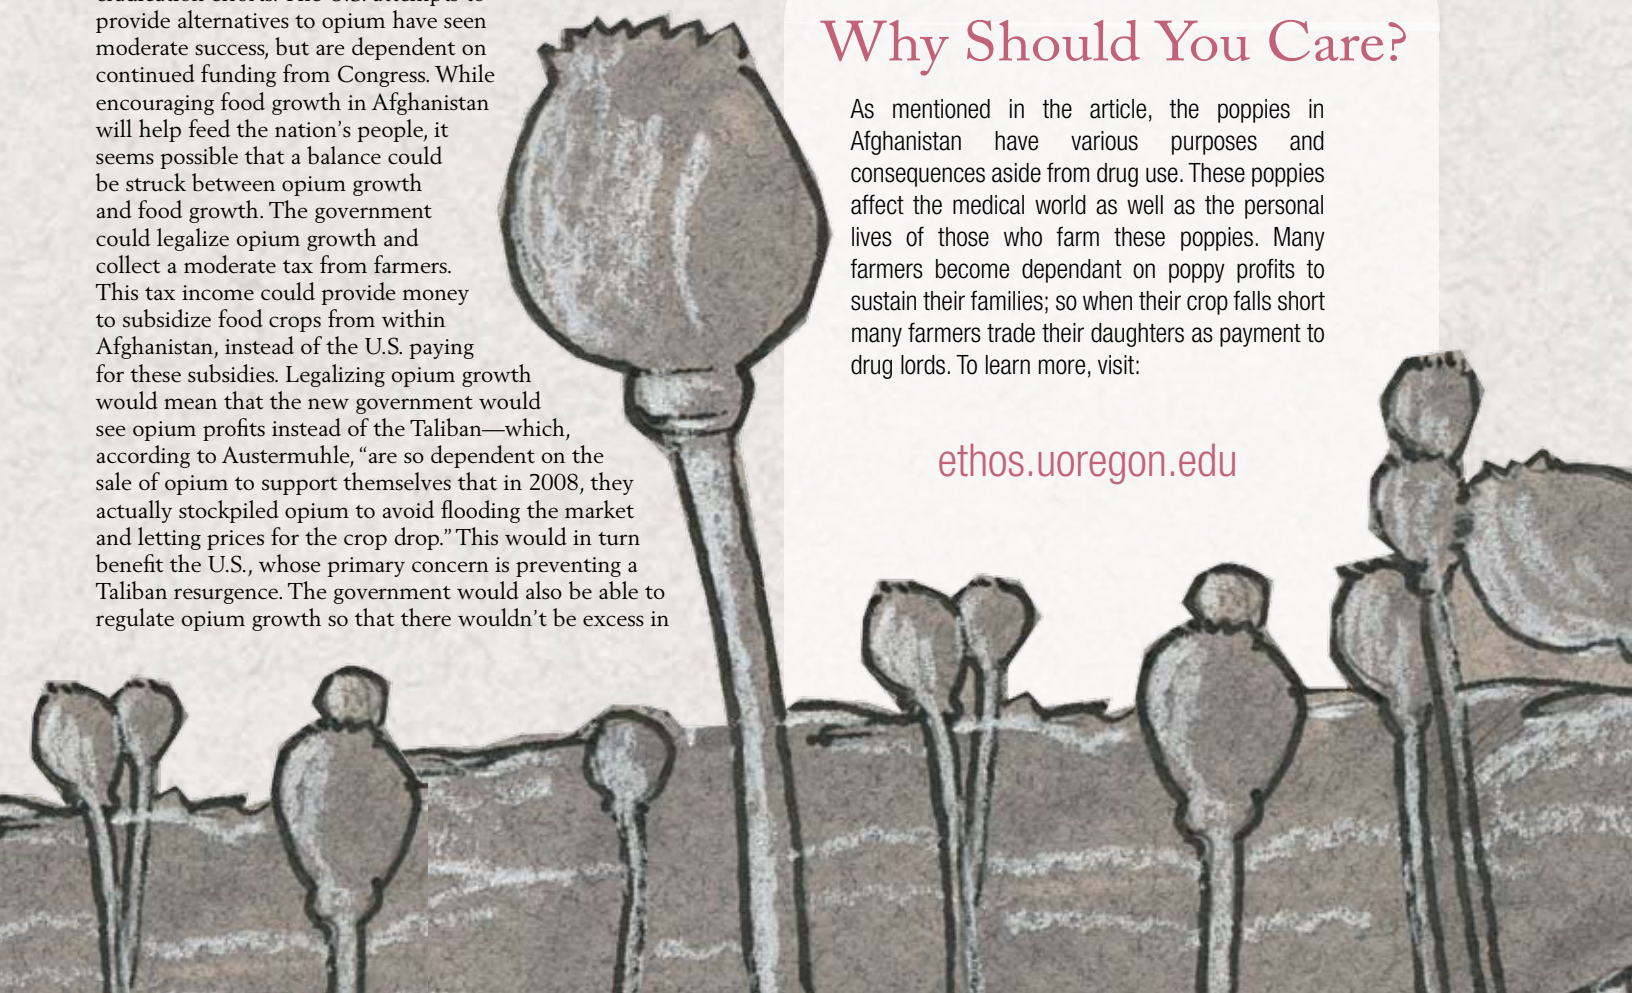 eradication efforts. The U.S. attempts to
provide alternatives to opium have seen
moderate success, but are dependent on
continued funding from Congress. While
encouraging food growth in Afghanistan
will help feed the nation’s people, it
seems possible that a balance could
be struck between opium growth
and food growth. The government
could legalize opium growth and
collect a moderate tax from farmers.
This tax income could provide money
to subsidize food crops from within
Afghanistan, instead of the U.S. paying
for these subsidies. Legalizing opium growth
would mean that the new government would
see opium profits instead of the Taliban—which,
according to Austermuhle, “are so dependent on the
sale of opium to support themselves that in 2008, they
actually stockpiled opium to avoid flooding the market
and letting prices for the crop drop.” This would in turn
benefit the U.S., whose primary concern is preventing a
Taliban resurgence. The government would also be able to
regulate opium growth so that there wouldn’t be excess in
Why Should You Care?
As mentioned in the article, the poppies in
Afghanistan have various purposes and
consequences aside from drug use. These poppies
affect the medical world as well as the personal
lives of those who farm these poppies. Many
farmers become dependant on poppy profits to
sustain their families; so when their crop falls short
many farmers trade their daughters as payment to
drug lords. To learn more, visit:
ethos.uoregon.edu